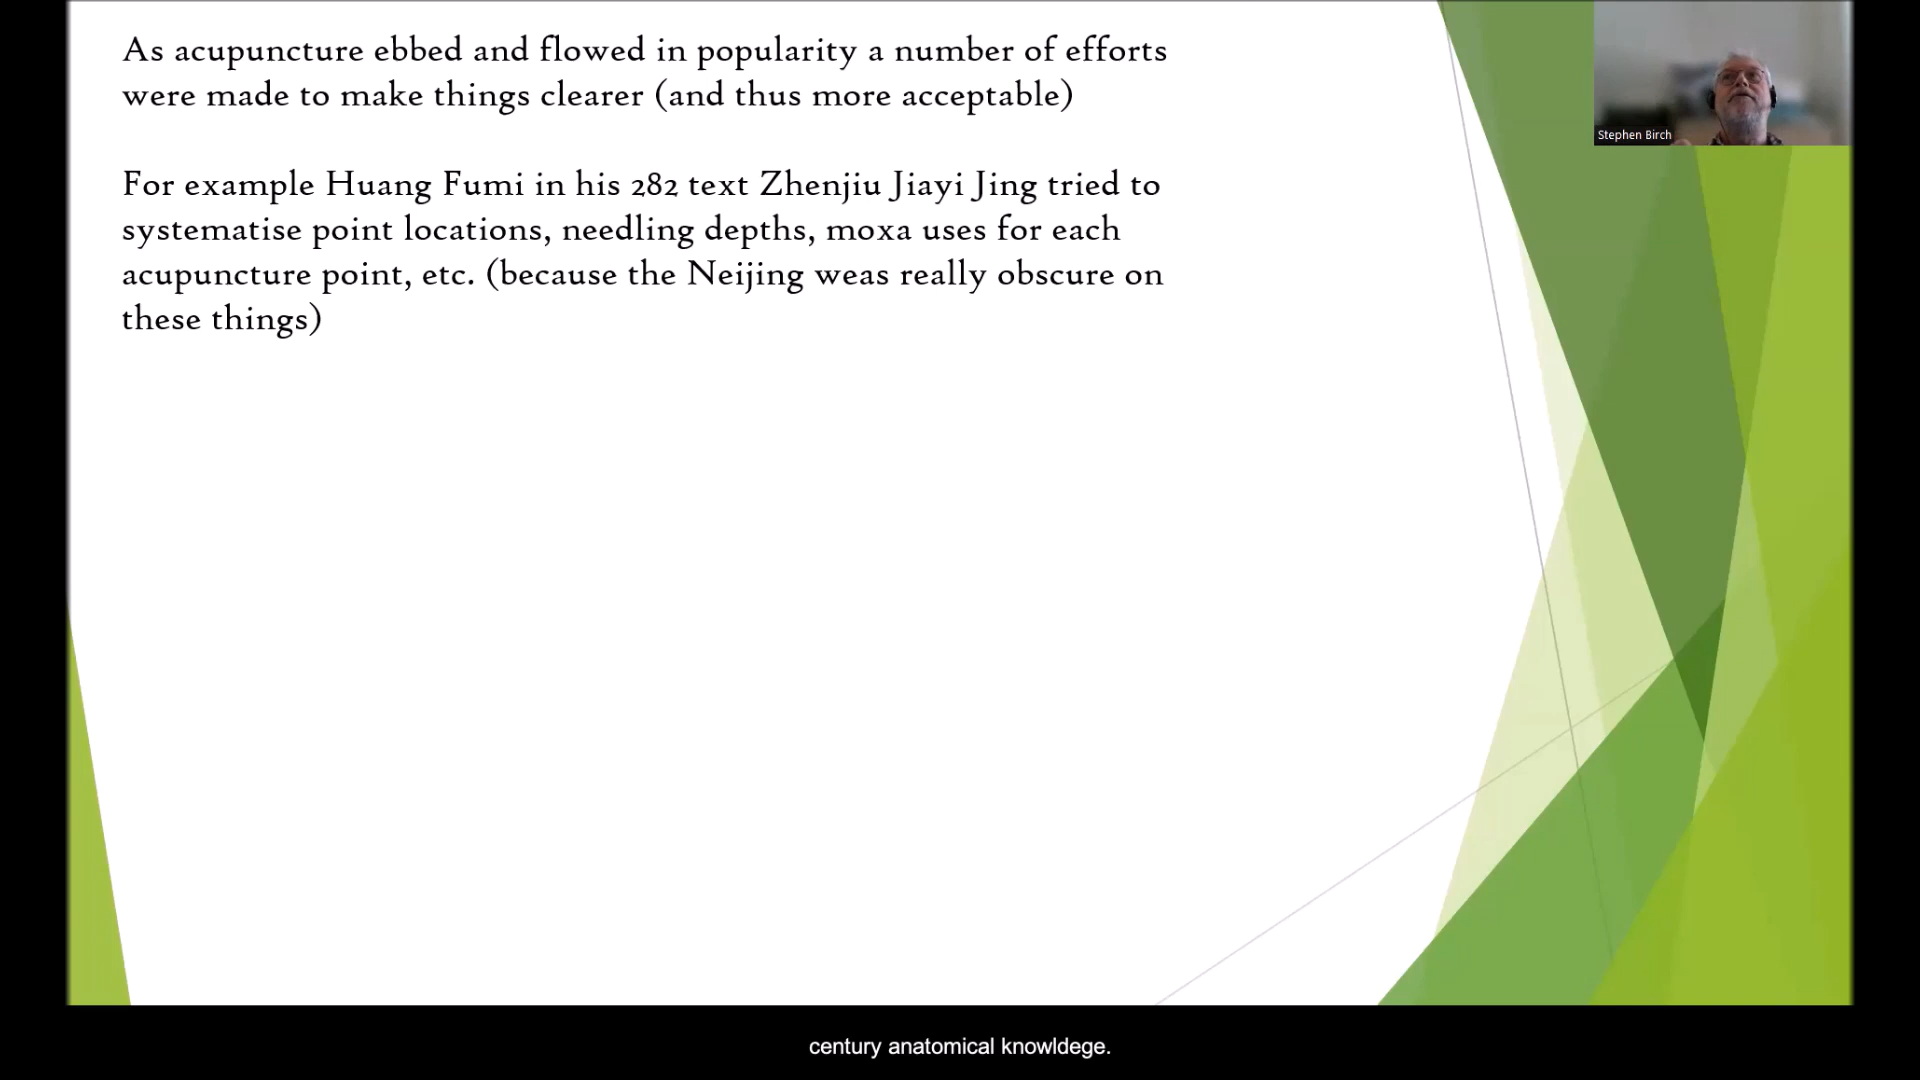 As acupuncture ebbed and flowed in popularity a number of efforts
were made to make things clearer (and thus more acceptable)
For example Huang Fumi in his 282 text Zhenjiu Jiayi Jing tried to
systematise point locations, needling depths, moxa uses for each
acupuncture point, etc. (because the Neijing weas really obscure on
these things)
Stephen Birch
century anatomical knowldege.